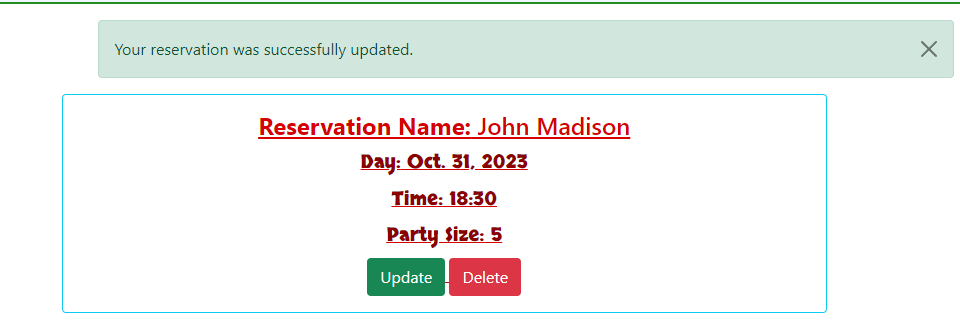 Your reservation was successfully updated.
Reservation Name: John Madison
Day: Oct. 31, 2023
Time: 18:30
Party Size: 5
Update Delete